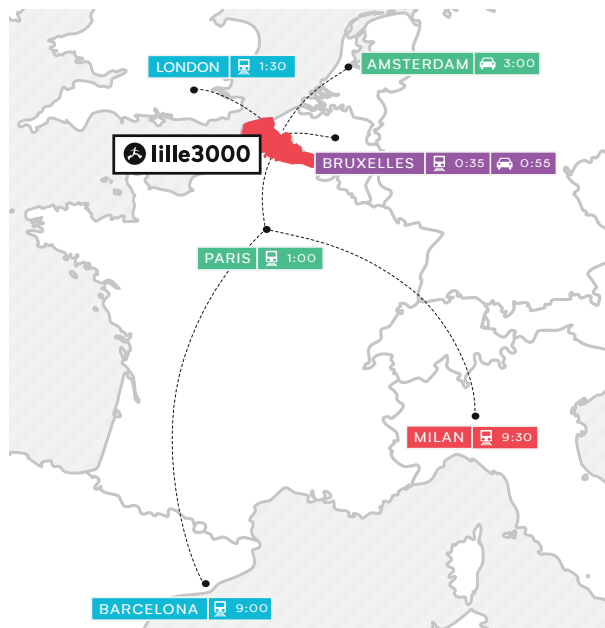 LONDON 1:30
AMSTERDAM 3:00
lille3000
BRUXELLES 0:35 0:55
PARIS 1:00
MILAN 9:30
BARCELONA 9:00